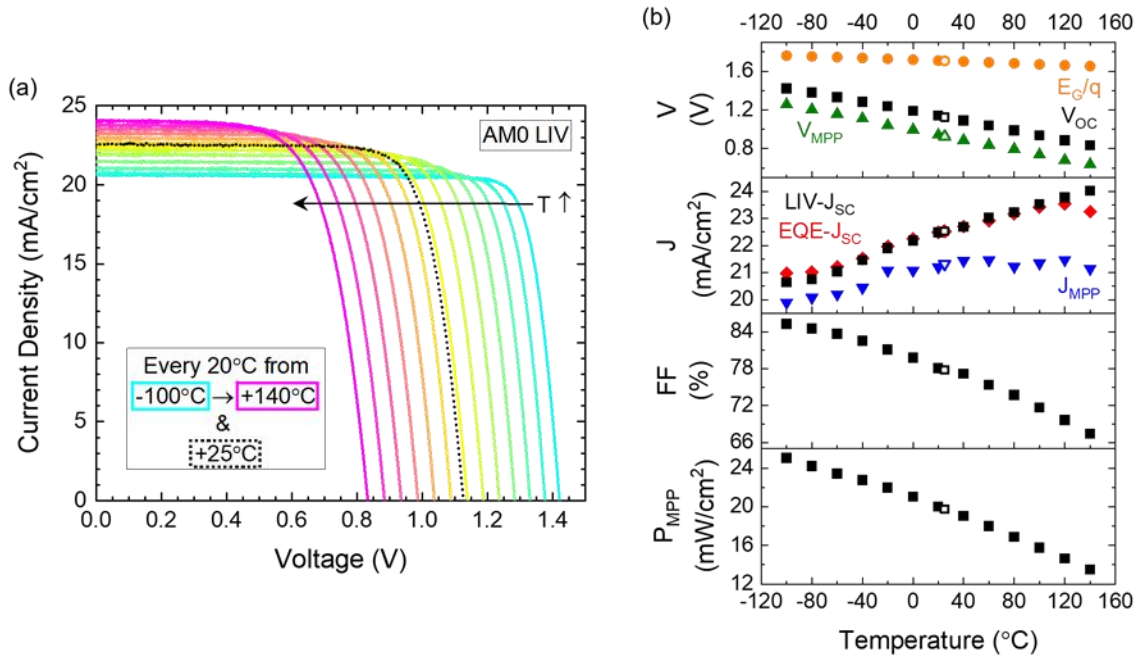 (a)
25
20
15
10
5
0
Current Density (mA/cm²)
0.0 0.2 0.4 0.6 0.8 1.0 1.2 1.4
Voltage (V)
AM0 LIV
T ↑
Every 20°C from
-100°C → +140°C
&
+25°C
(b)
-120 -80 -40 0 40 80 120 160
1.6
1.2
0.8
V
(V)
E_G/q
V_OC
V_MPP
24
23
22
21
20
J
(mA/cm²)
LIV-J_SC
EQE-J_SC
J_MPP
84
78
72
66
FF
(%)
24
20
16
12
P_MPP
(mW/cm²)
-120 -80 -40 0 40 80 120 160
Temperature (°C)